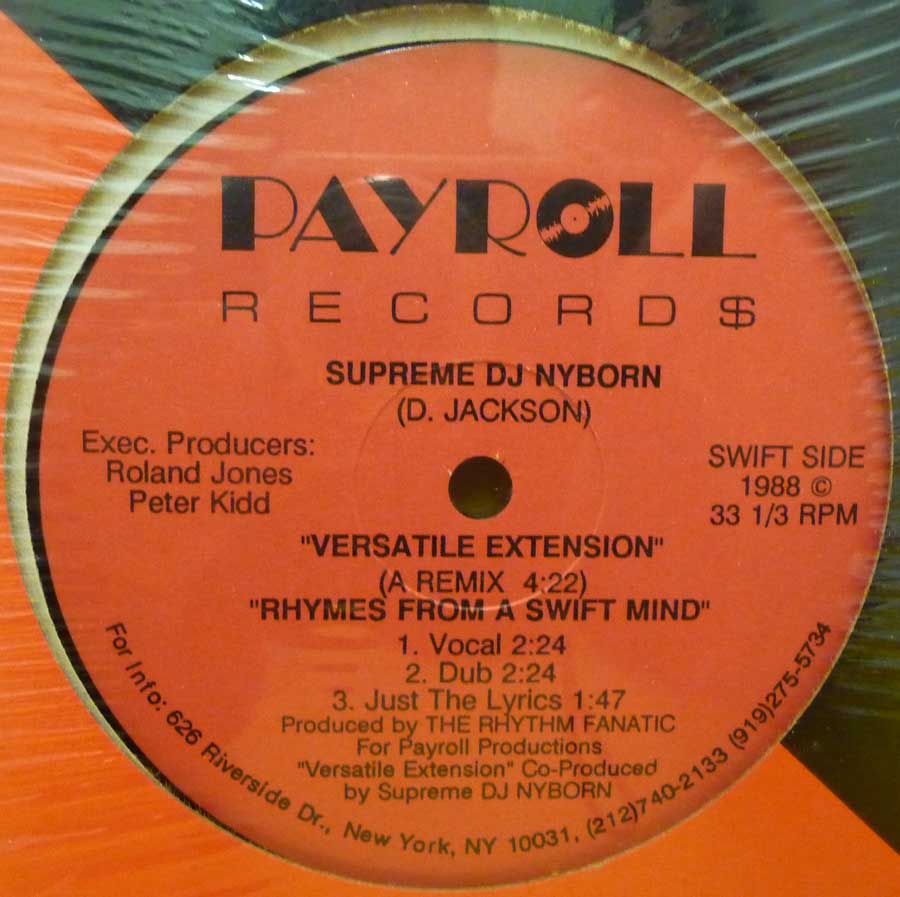 PAYROLL
RECORD$
SUPREME DJ NYBORN
(D. JACKSON)
Exec. Producers:
Roland Jones
Peter Kidd
SWIFT SIDE
1988 ©
33 1/3 RPM
"VERSATILE EXTENSION"
(A REMIX 4:22)
"RHYMES FROM A SWIFT MIND"
1. Vocal 2:24
2. Dub 2:24
3. Just The Lyrics 1:47
Produced by THE RHYTHM FANATIC
For Payroll Productions
"Versatile Extension" Co-Produced
by Supreme DJ NYBORN
For Info: 626 Riverside Dr., New York, NY 10031, (212)740-2133 (919)275-5734